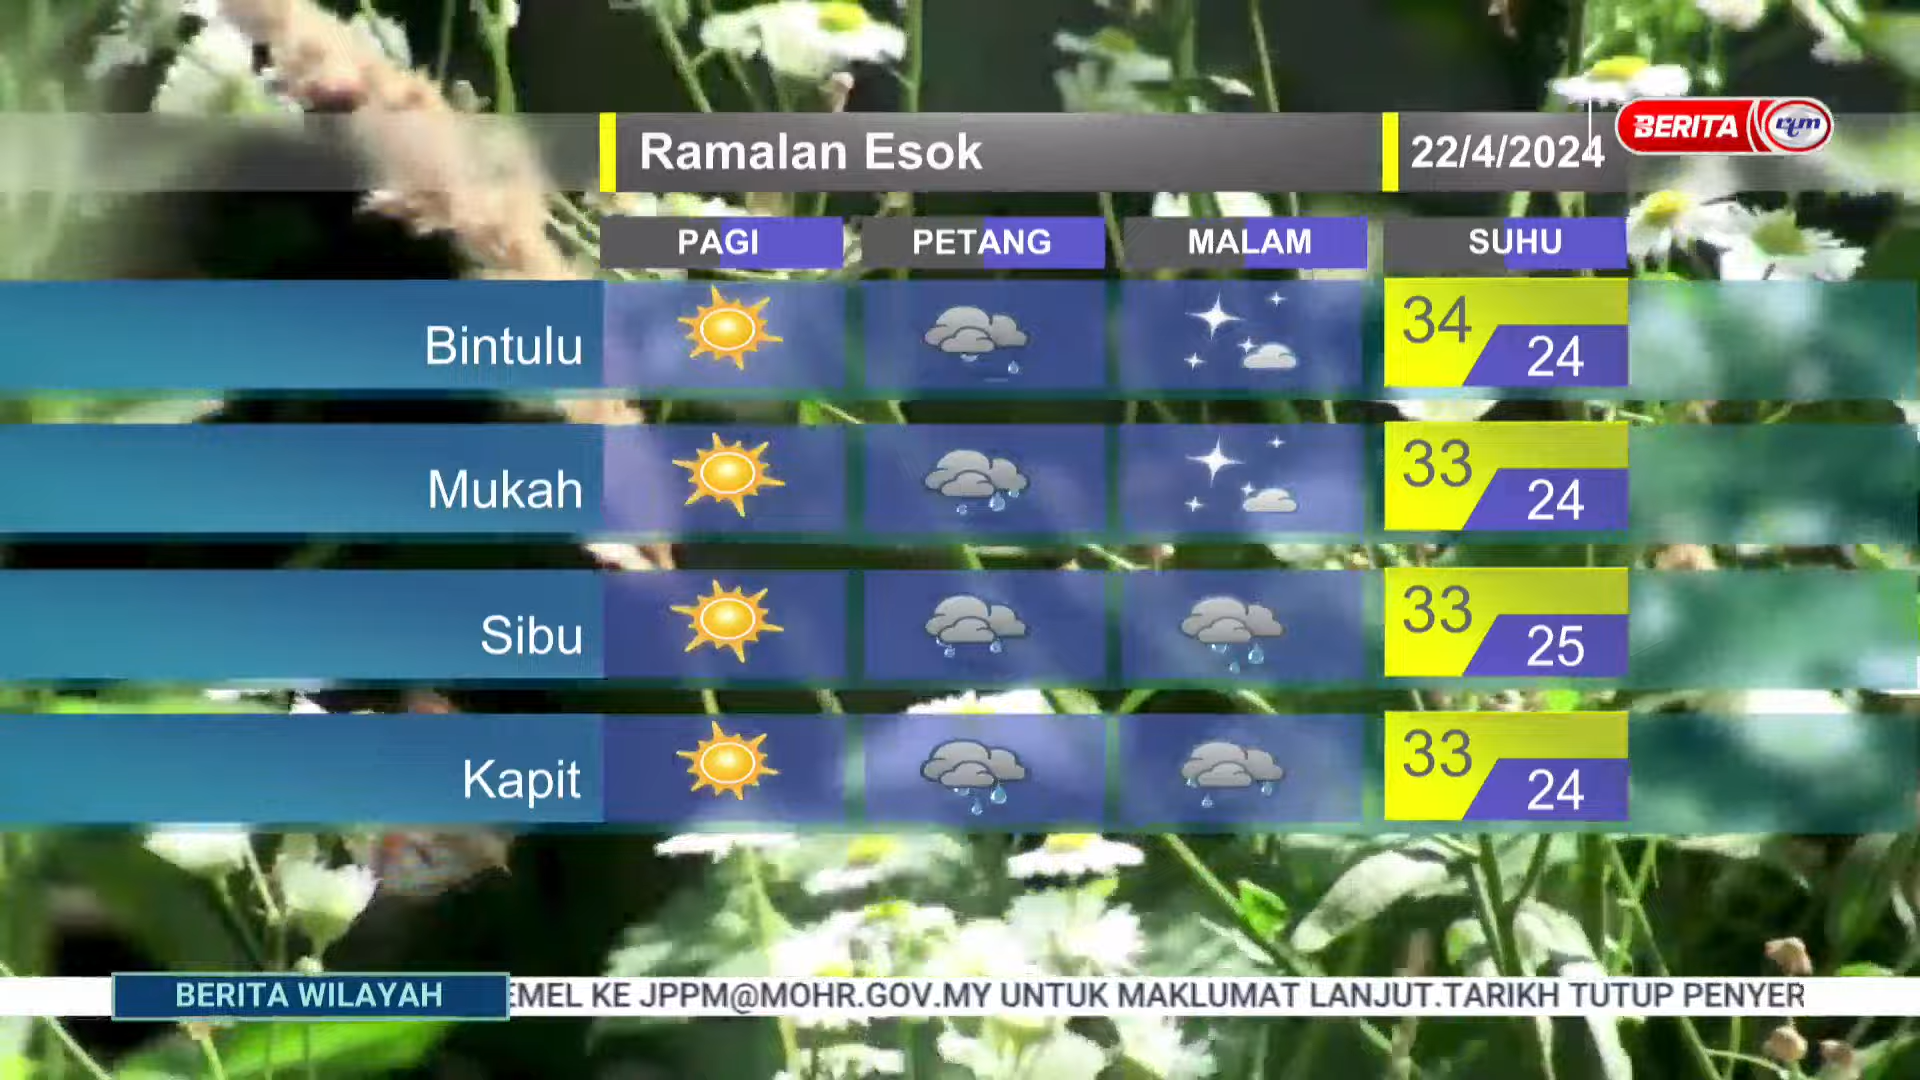 Ramalan Esok 22/4/2024
BERITA rtm
PAGI PETANG MALAM SUHU
Bintulu 34 24
Mukah 33 24
Sibu 33 25
Kapit 33 24
BERITA WILAYAH EMEL KE JPPM@MOHR.GOV.MY UNTUK MAKLUMAT LANJUT.TARIKH TUTUP PENYER